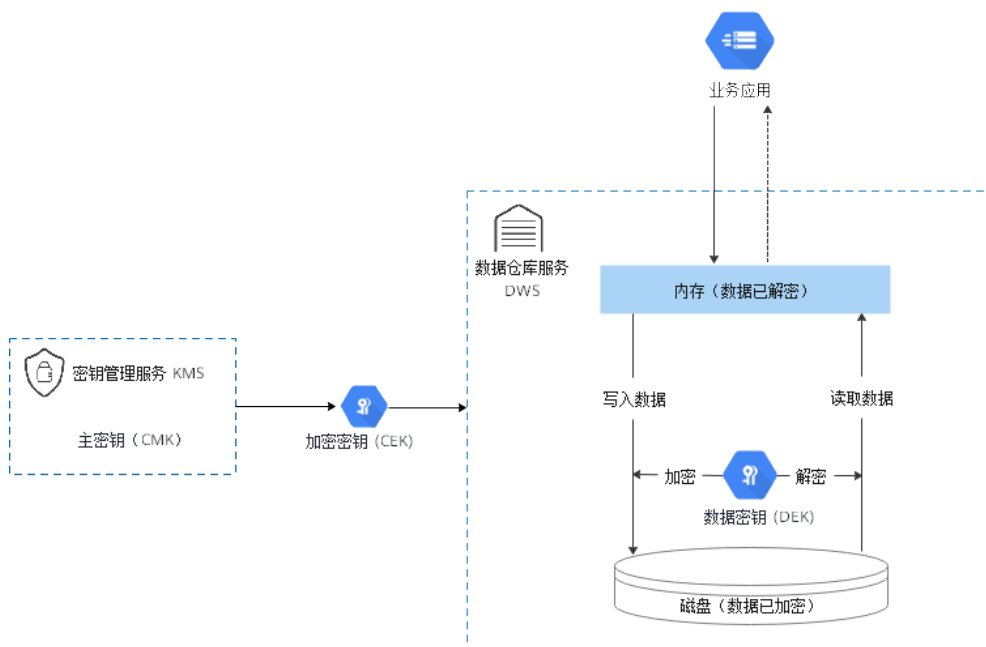 业务应用
数据仓库服务
DWS
内存（数据已解密）
密钥管理服务 KMS
主密钥（CMK）
加密密钥 (CEK)
写入数据
读取数据
加密
解密
数据密钥 (DEK)
磁盘（数据已加密）